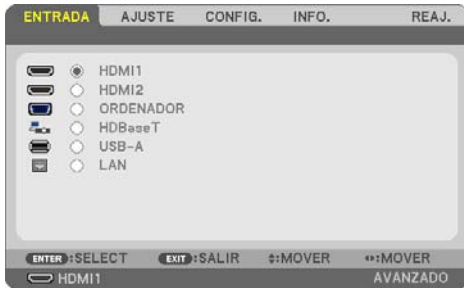 ENTRADA AJUSTE CONFIG. INFO. REAJ.
HDMI1
HDMI2
ORDENADOR
HDBaseT
USB-A
LAN
ENTER :SELECT EXIT :SALIR :MOVER :MOVER
HDMI1 AVANZADO